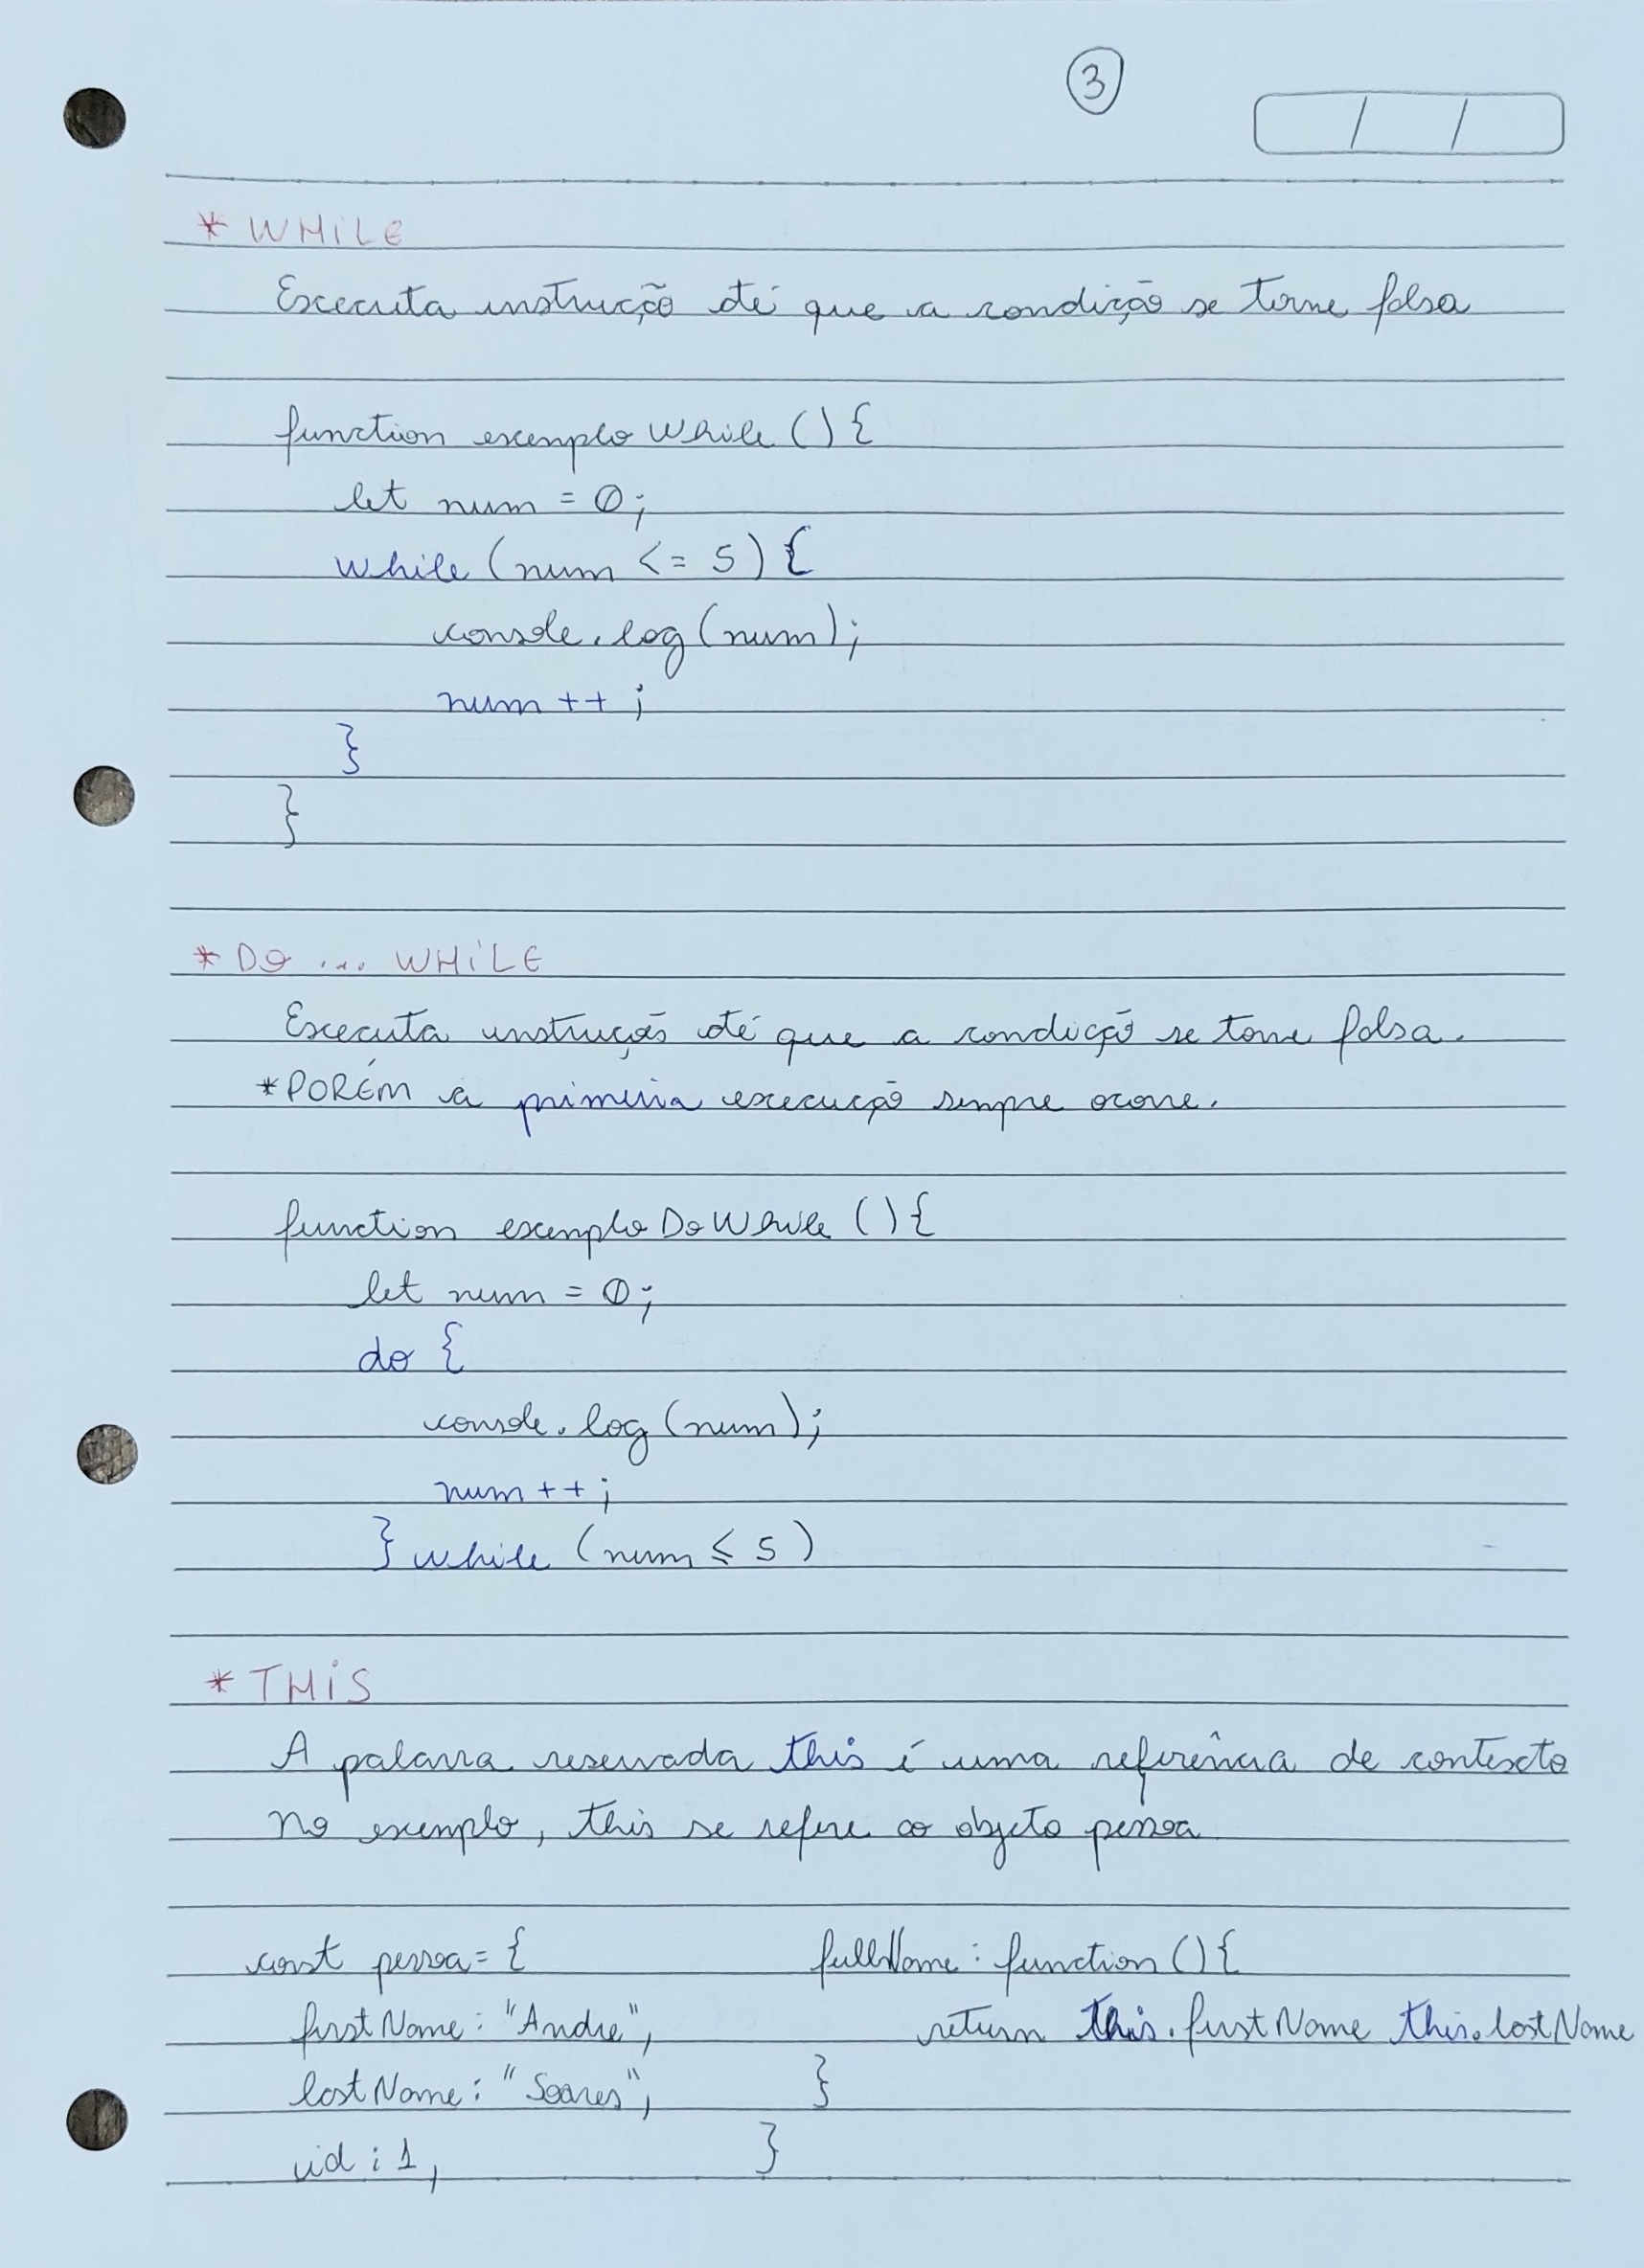 3
/ /
* WHILE
Executa instrução até que a condição se torne falsa
function exemploWhile () {
let num = 0;
while (num <= 5) {
console.log(num);
num ++ ;
}
}
* DO ... WHILE
Executa instrução até que a condição se torne falsa.
*PORÉM a primeira execução sempre ocorre.
function exemploDoWhile () {
let num = 0;
do {
console.log(num);
num ++ ;
} while (num ≤ 5)
* THIS
A palavra reservada this é uma referência de contexto
No exemplo, this se refere ao objeto pessoa
const pessoa = { fullName: function () {
firstName: "Andre", return this.firstName this.lastName
lastName: "Soares", }
id : 1, }